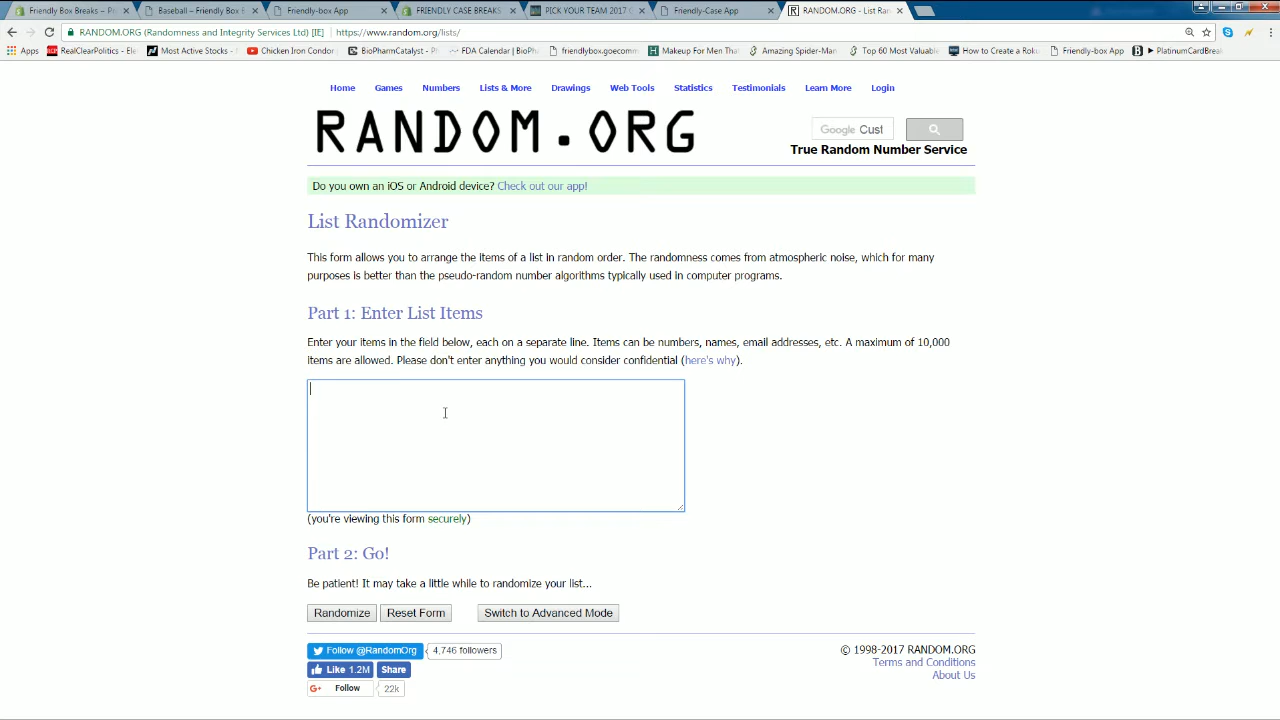 Friendly Box Breaks – Pi
Baseball – Friendly Box B
Friendly-box App
FRIENDLY CASE BREAKS
PICK YOUR TEAM 2017
Friendly-Case App
RANDOM.ORG - List Ran
RANDOM.ORG (Randomness and Integrity Services Ltd) [IE]
https://www.random.org/lists/
Apps
RealClearPolitics - Ele
Most Active Stocks -
Chicken Iron Condor
BioPharmCatalyst -
FDA Calendar | BioPh
friendlybox.goecomm
Makeup For Men Tha
Amazing Spider-Man
Top 60 Most Valuable
How to Create a Rou
Friendly-box App
PlatinumCardBrea
Home
Games
Numbers
Lists & More
Drawings
Web Tools
Statistics
Testimonials
Learn More
Login
RANDOM.ORG
Google Cust
True Random Number Service
Do you own an iOS or Android device? Check out our app!
List Randomizer
This form allows you to arrange the items of a list in random order. The randomness comes from atmospheric noise, which for many
purposes is better than the pseudo-random number algorithms typically used in computer programs.
Part 1: Enter List Items
Enter your items in the field below, each on a separate line. Items can be numbers, names, email addresses, etc. A maximum of 10,000
items are allowed. Please don't enter anything you would consider confidential (here's why).
(you're viewing this form securely)
Part 2: Go!
Be patient! It may take a little while to randomize your list...
Randomize
Reset Form
Switch to Advanced Mode
Follow @RandomOrg
4,746 followers
Like 1.2M
Share
Follow
22k
© 1998-2017 RANDOM.ORG
Terms and Conditions
About Us